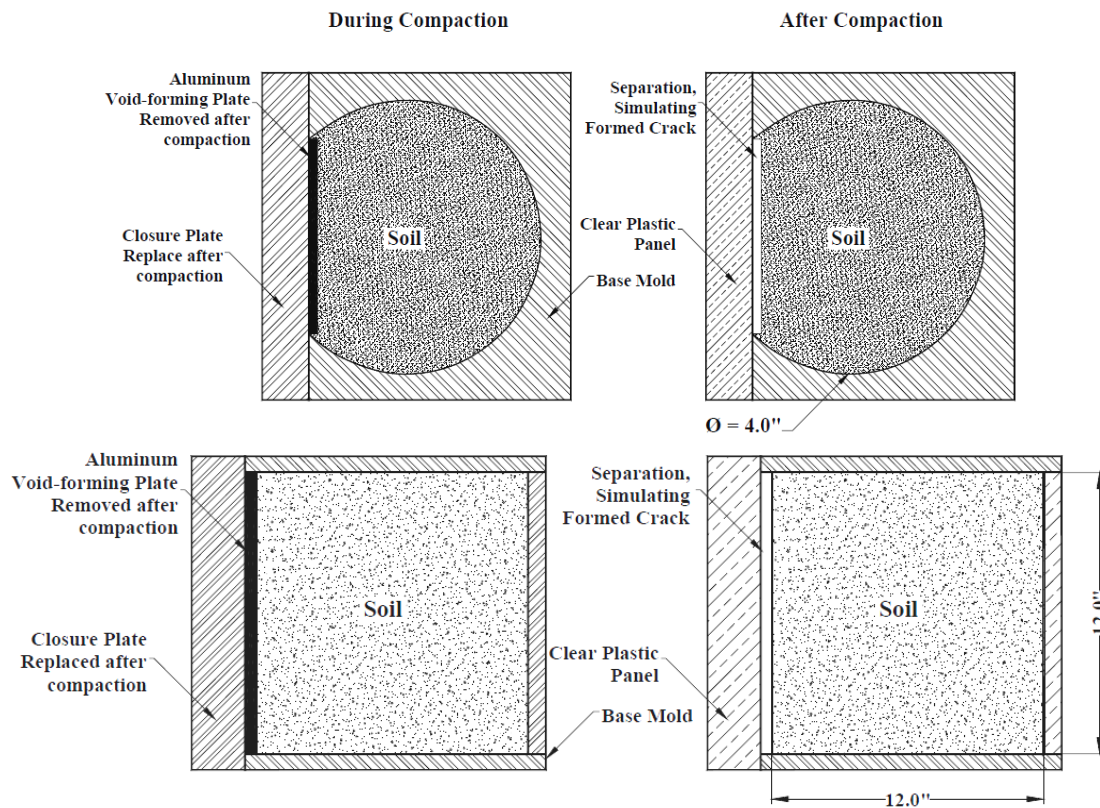 During Compaction
After Compaction
Aluminum
Void-forming Plate
Removed after
compaction
Closure Plate
Replace after
compaction
Soil
Base Mold
Separation,
Simulating
Formed Crack
Clear Plastic
Panel
Soil
Ø = 4.0"
Aluminum
Void-forming Plate
Removed after
compaction
Closure Plate
Replaced after
compaction
Soil
Base Mold
Separation,
Simulating
Formed Crack
Clear Plastic
Panel
Soil
12.0"
12.0"